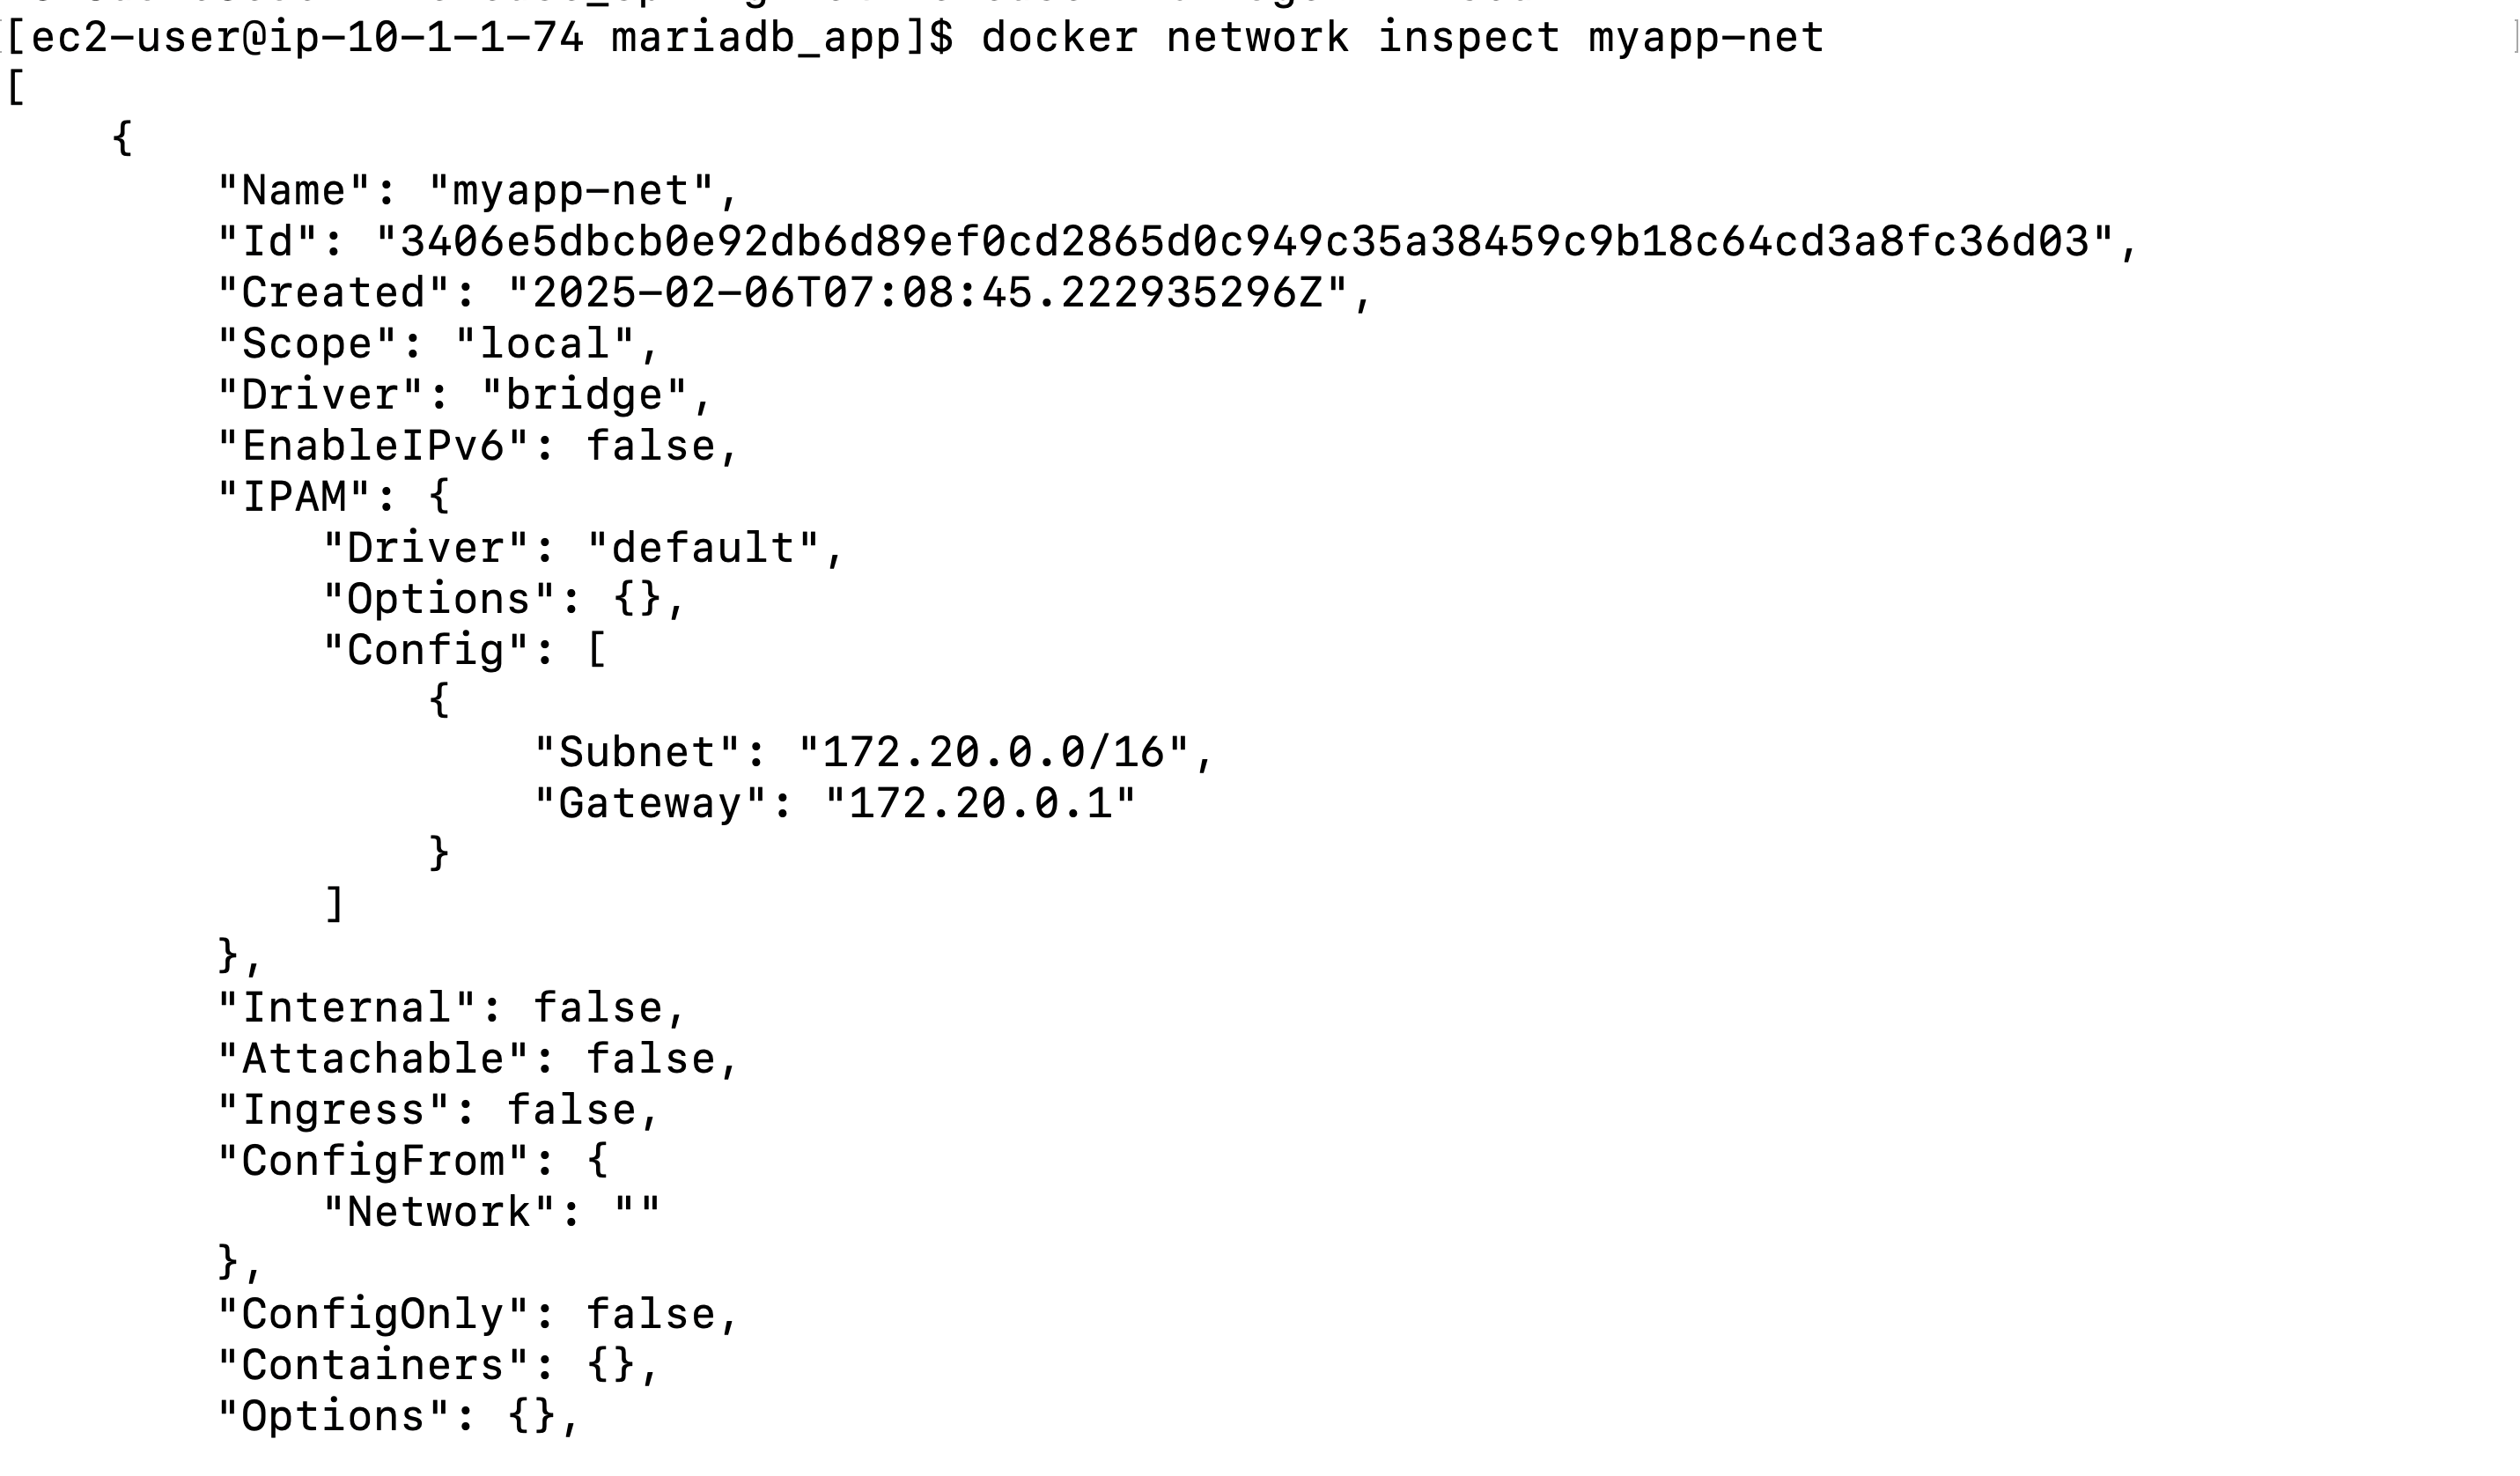 [ec2-user@ip-10-1-1-74 mariadb_app]$ docker network inspect myapp-net
[
    {
        "Name": "myapp-net",
        "Id": "3406e5dbcb0e92db6d89ef0cd2865d0c949c35a38459c9b18c64cd3a8fc36d03",
        "Created": "2025-02-06T07:08:45.222935296Z",
        "Scope": "local",
        "Driver": "bridge",
        "EnableIPv6": false,
        "IPAM": {
            "Driver": "default",
            "Options": {},
            "Config": [
                {
                    "Subnet": "172.20.0.0/16",
                    "Gateway": "172.20.0.1"
                }
            ]
        },
        "Internal": false,
        "Attachable": false,
        "Ingress": false,
        "ConfigFrom": {
            "Network": ""
        },
        "ConfigOnly": false,
        "Containers": {},
        "Options": {},